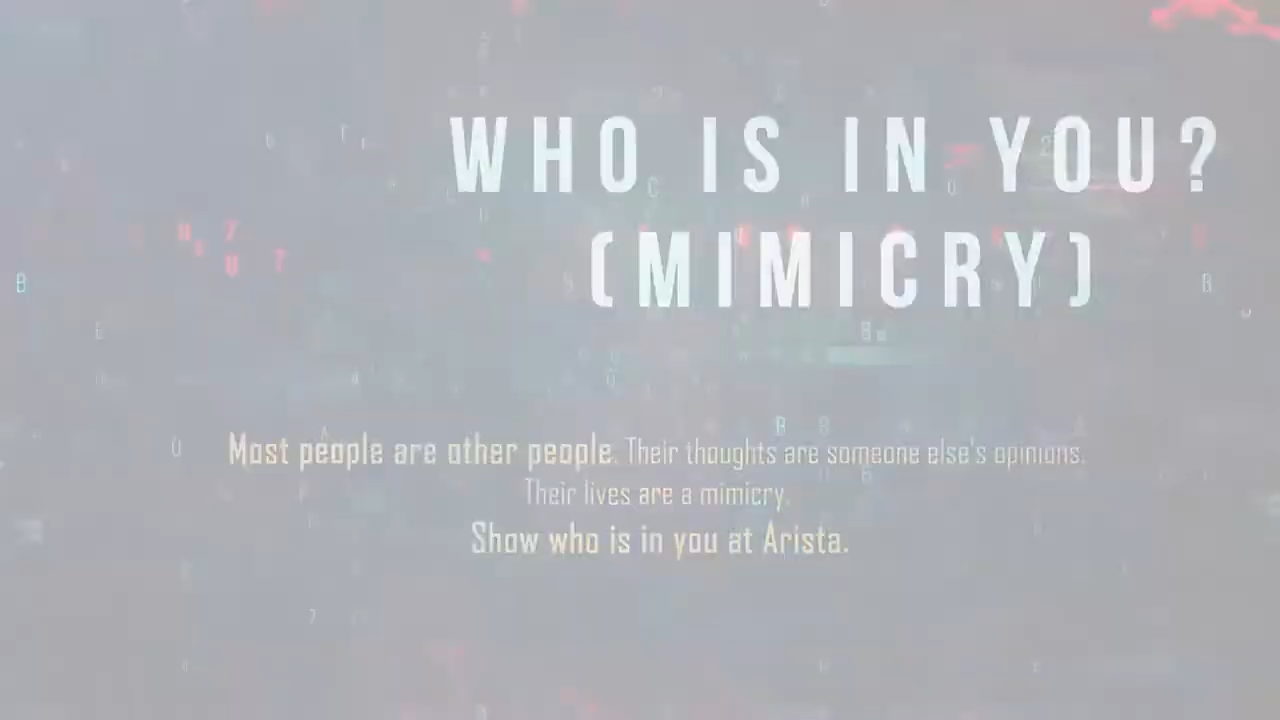 WHO IS IN YOU?
(MIMICRY)
Most people are other people. Their thoughts are someone else's opinions.
Their lives are a mimicry.
Show who is in you at Arista.